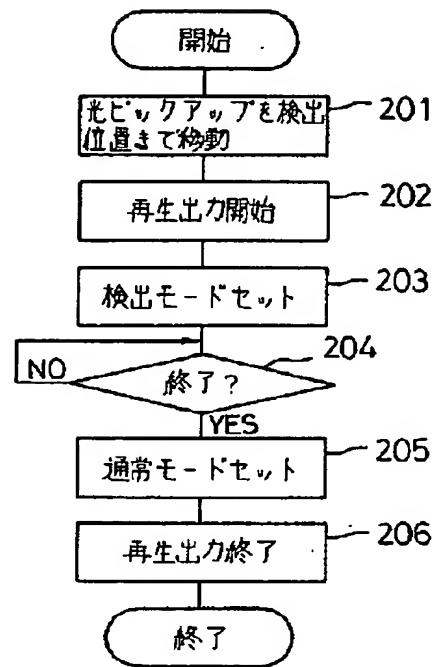 開始
光ピックアップを検出
位置まで移動
201
再生出力開始
202
検出モードセット
203
終了?
204
NO
YES
通常モードセット
205
再生出力終了
206
終了